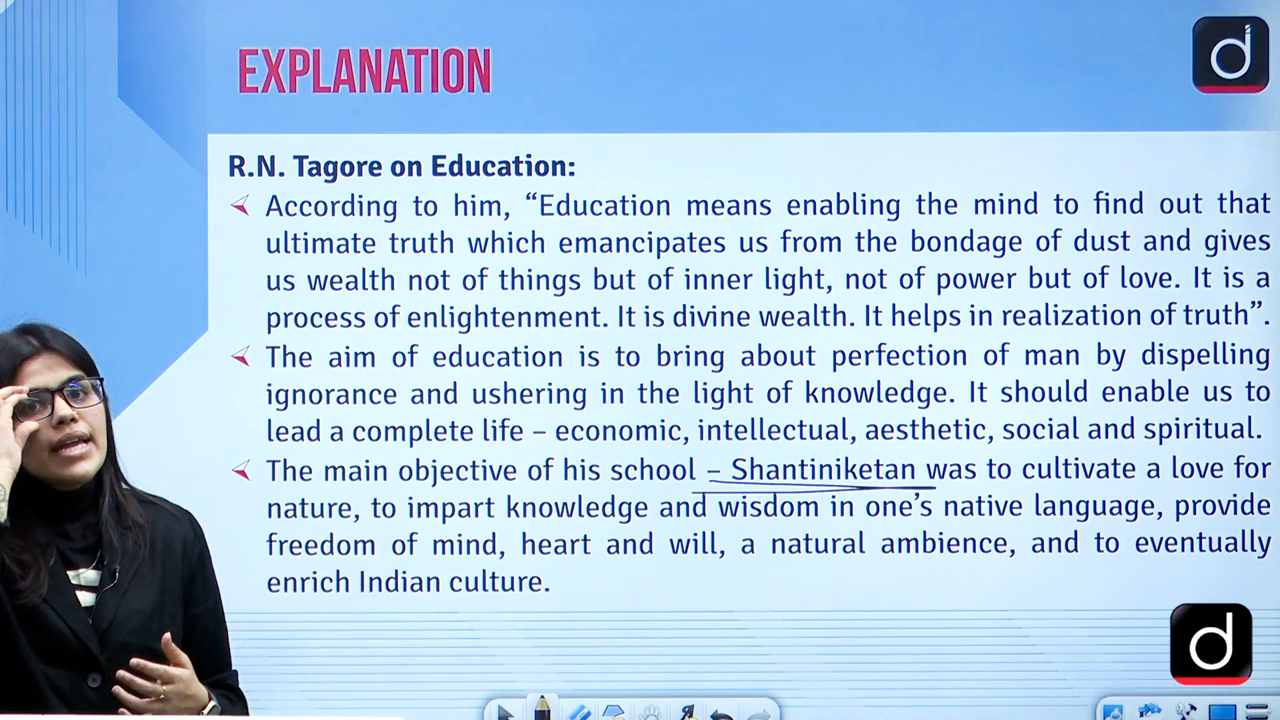 EXPLANATION
d
R.N. Tagore on Education:
According to him, “Education means enabling the mind to find out that
ultimate truth which emancipates us from the bondage of dust and gives
us wealth not of things but of inner light, not of power but of love. It is a
process of enlightenment. It is divine wealth. It helps in realization of truth”.
The aim of education is to bring about perfection of man by dispelling
ignorance and ushering in the light of knowledge. It should enable us to
lead a complete life – economic, intellectual, aesthetic, social and spiritual.
The main objective of his school – Shantiniketan was to cultivate a love for
nature, to impart knowledge and wisdom in one’s native language, provide
freedom of mind, heart and will, a natural ambience, and to eventually
enrich Indian culture.
d